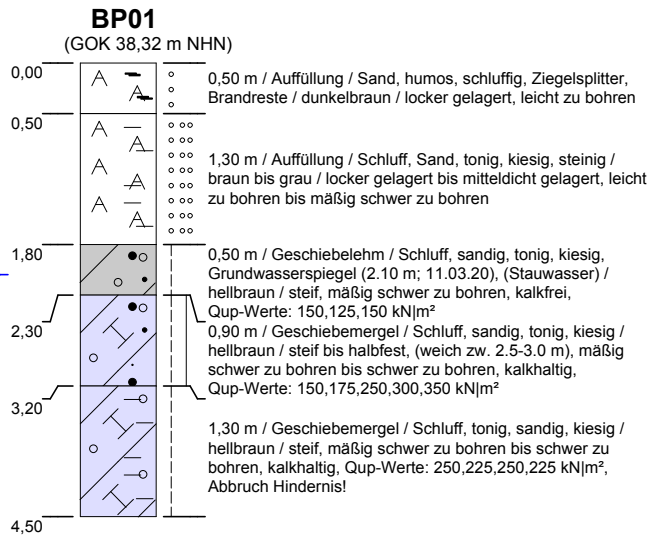 BP01
(GOK 38,32 m NHN)
0,00
0,50 m / Auffüllung / Sand, humos, schluffig, Ziegelsplitter,
Brandreste / dunkelbraun / locker gelagert, leicht zu bohren
0,50
1,30 m / Auffüllung / Schluff, Sand, tonig, kiesig, steinig /
braun bis grau / locker gelagert bis mitteldicht gelagert, leicht
zu bohren bis mäßig schwer zu bohren
1,80
0,50 m / Geschiebelehm / Schluff, sandig, tonig, kiesig,
Grundwasserspiegel (2.10 m; 11.03.20), (Stauwasser) /
hellbraun / steif, mäßig schwer zu bohren, kalkfrei,
Qup-Werte: 150,125,150 kN|m²
2,30
0,90 m / Geschiebemergel / Schluff, sandig, tonig, kiesig /
hellbraun / steif bis halbfest, (weich zw. 2.5-3.0 m), mäßig
schwer zu bohren bis schwer zu bohren, kalkhaltig,
Qup-Werte: 150,175,250,300,350 kN|m²
3,20
1,30 m / Geschiebemergel / Schluff, tonig, sandig, kiesig /
hellbraun / steif, mäßig schwer zu bohren bis schwer zu
bohren, kalkhaltig, Qup-Werte: 250,225,250,225 kN|m²,
Abbruch Hindernis!
4,50